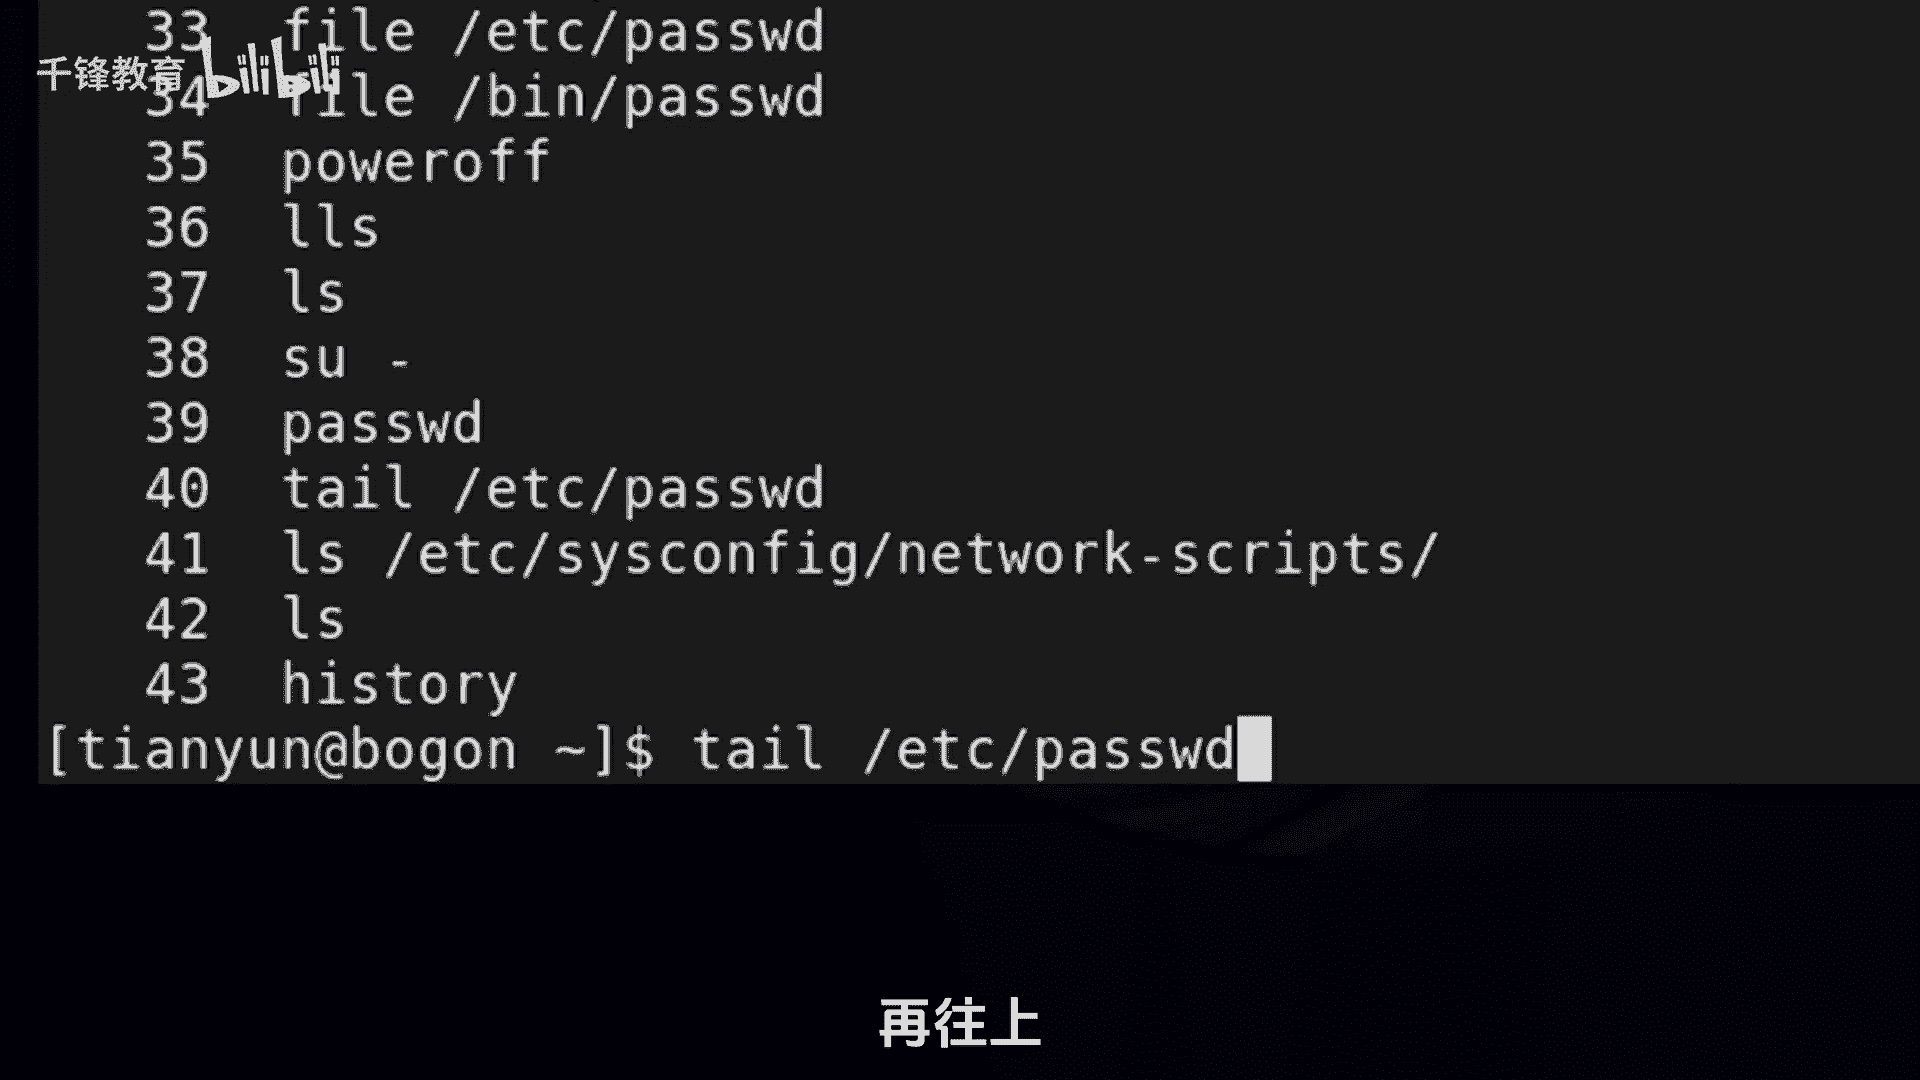 33 file /etc/passwd
千锋教育 bilibili
34 file /bin/passwd
35 poweroff
36 lls
37 ls
38 su -
39 passwd
40 tail /etc/passwd
41 ls /etc/sysconfig/network-scripts/
42 ls
43 history
[tianyun@bogon ~]$ tail /etc/passwd
再往上